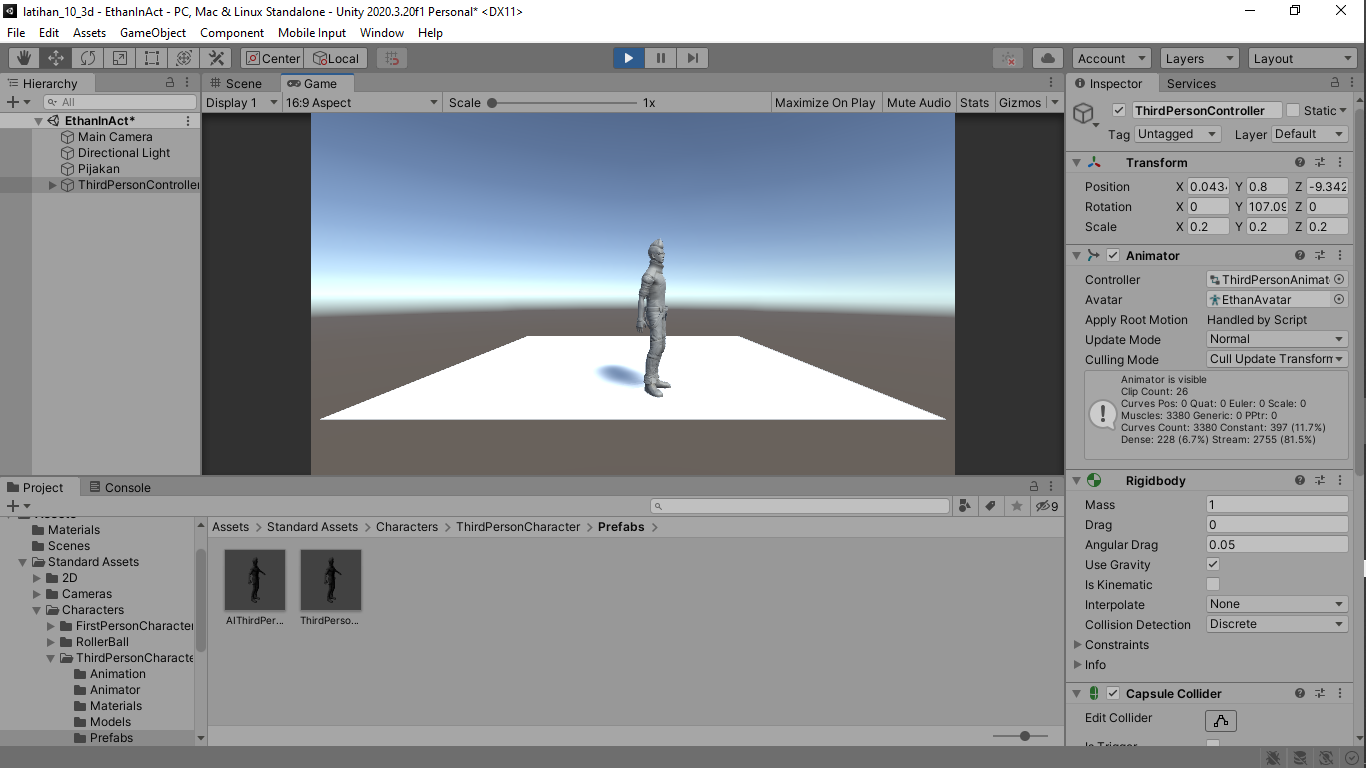 latihan_10_3d - EthanInAct - PC, Mac & Linux Standalone - Unity 2020.3.20f1 Personal* <DX11>
File Edit Assets GameObject Component Mobile Input Window Help
Center Local Account Layers Layout
Hierarchy
All
EthanInAct*
Main Camera
Directional Light
Pijakan
ThirdPersonController
Scene Game
Display 1 16:9 Aspect Scale 1x Maximize On Play Mute Audio Stats Gizmos
Inspector Services
ThirdPersonController Static
Tag Untagged Layer Default
Transform
Position X 0.043 Y 0.8 Z -9.342
Rotation X 0 Y 107.09 Z 0
Scale X 0.2 Y 0.2 Z 0.2
Animator
Controller ThirdPersonAnimat
Avatar EthanAvatar
Apply Root Motion Handled by Script
Update Mode Normal
Culling Mode Cull Update Transform
Animator is visible
Clip Count: 26
Curves Pos: 0 Quat: 0 Euler: 0 Scale: 0
Muscles: 3380 Generic: 0 PPtr: 0
Curves Count: 3380 Constant: 397 (11.7%)
Dense: 228 (6.7%) Stream: 2755 (81.5%)
Rigidbody
Mass 1
Drag 0
Angular Drag 0.05
Use Gravity
Is Kinematic
Interpolate None
Collision Detection Discrete
Constraints
Info
Capsule Collider
Edit Collider
Is Trigger
Project Console
9
Assets
Materials
Scenes
Standard Assets
2D
Cameras
Characters
FirstPersonCharacter
RollerBall
ThirdPersonCharacte
Animation
Animator
Materials
Models
Prefabs
Assets > Standard Assets > Characters > ThirdPersonCharacter > Prefabs >
AIThirdPer... ThirdPerso...